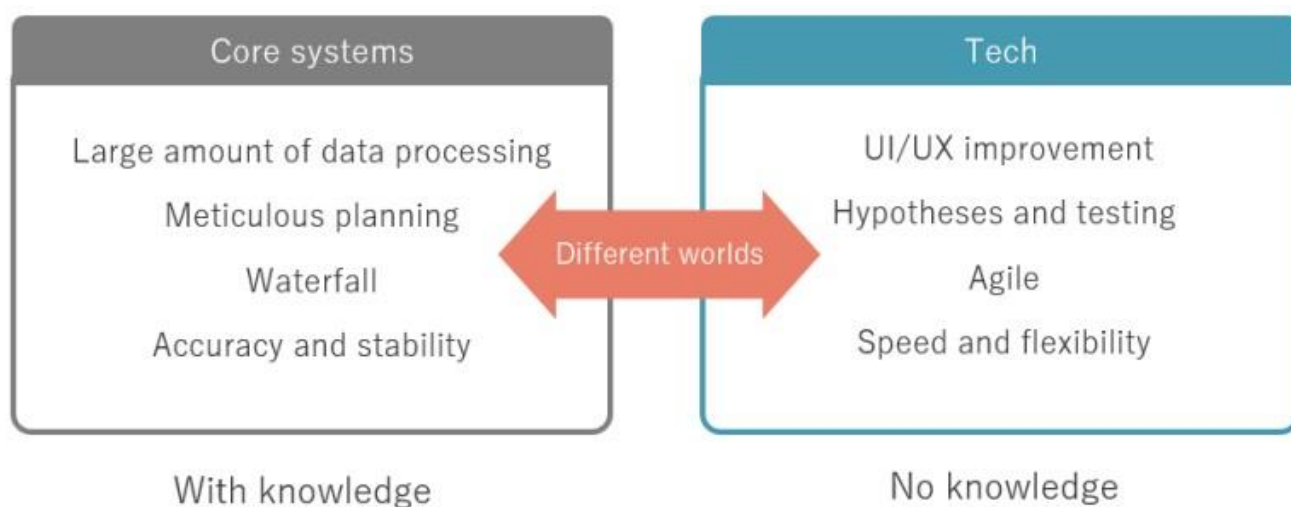 Core systems
Large amount of data processing
Meticulous planning
Waterfall
Accuracy and stability
With knowledge
Different worlds
Tech
UI/UX improvement
Hypotheses and testing
Agile
Speed and flexibility
No knowledge